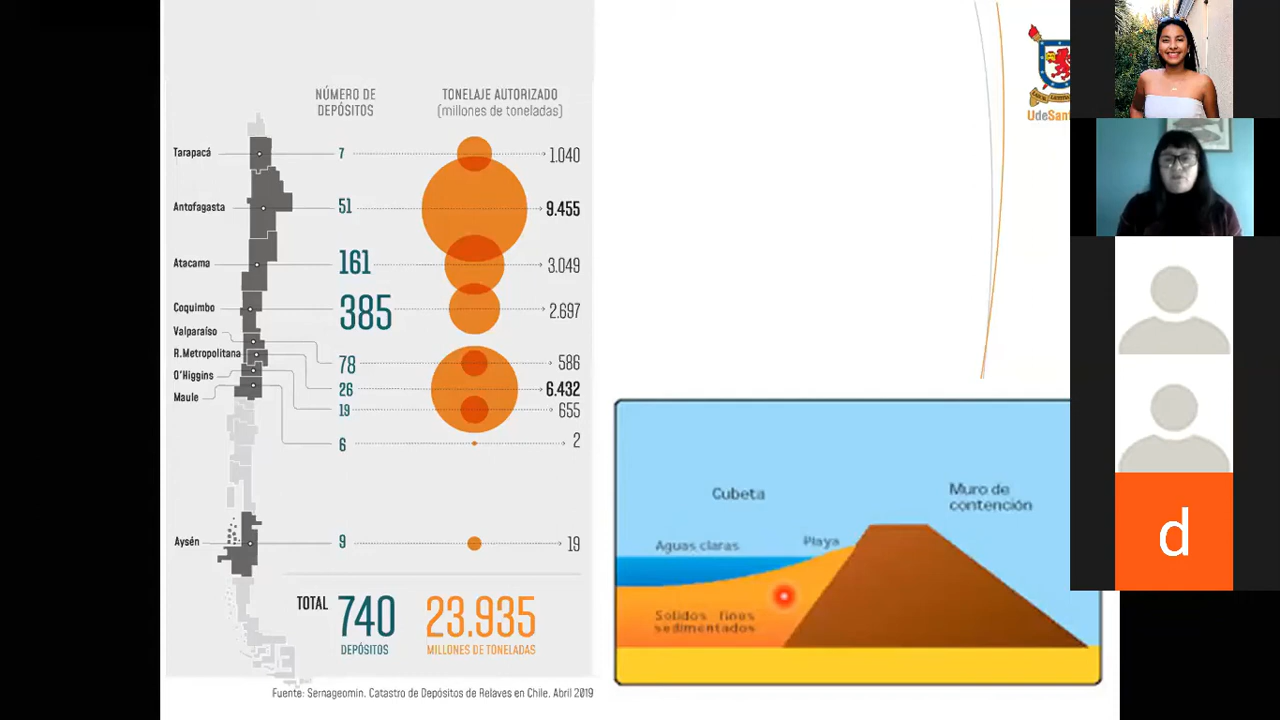 NÚMERO DE
DEPÓSITOS
TONELAJE AUTORIZADO
(millones de toneladas)
Tarapacá
7
1.040
Antofagasta
51
9.455
Atacama
161
3.049
Coquimbo
385
2.697
Valparaíso
R.Metropolitana
O'Higgins
Maule
78
586
26
6.432
19
655
6
2
Aysén
9
19
TOTAL
740
DEPÓSITOS
23.935
MILLONES DE TONELADAS
Fuente: Sernageomin. Catastro de Depósitos de Relaves en Chile. Abril 2019
UdeSan
Cubeta
Muro de
contención
Aguas claras
Playa
Solidos finos
sedimentados
d